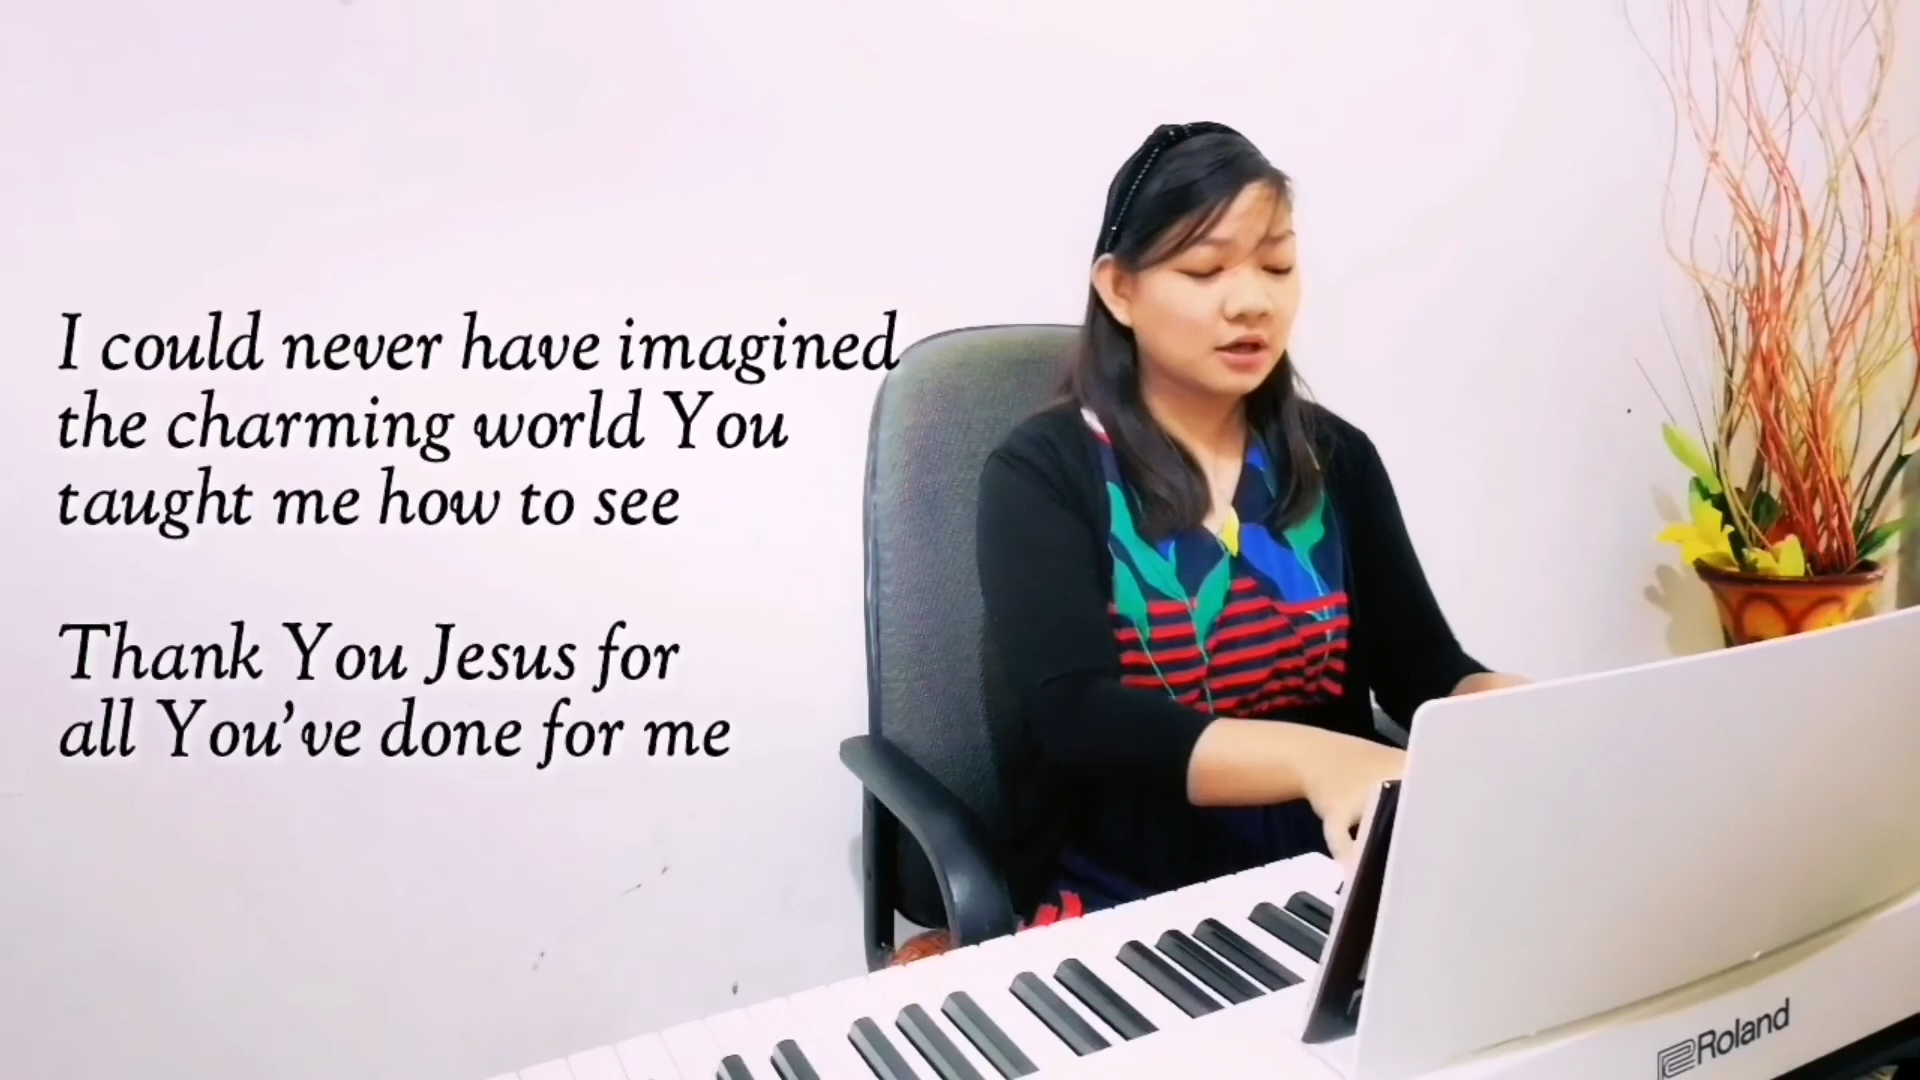 I could never have imagined
the charming world You
taught me how to see
Thank You Jesus for
all You've done for me
Roland